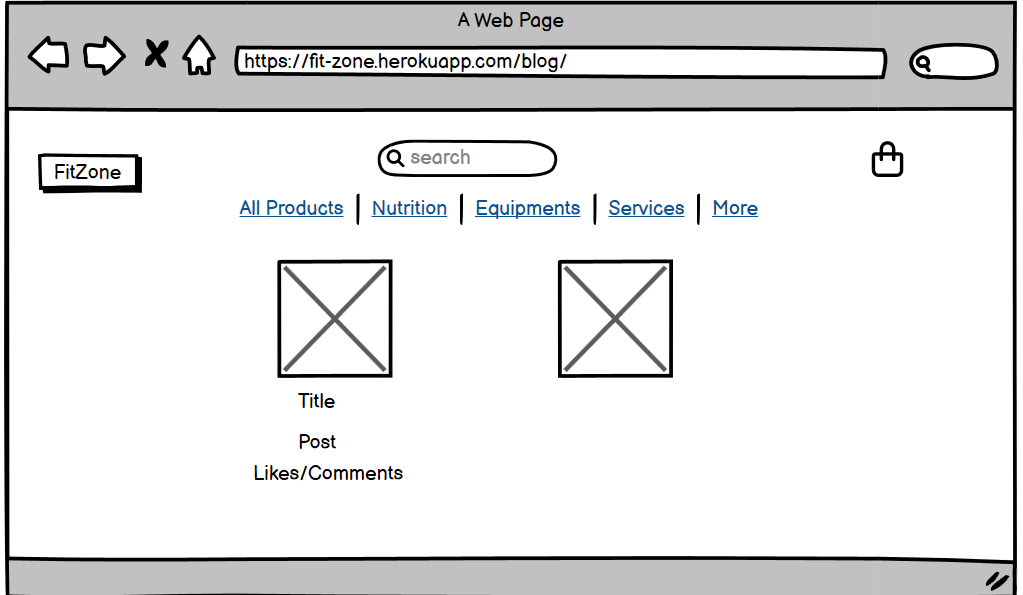 A Web Page
https://fit-zone.herokuapp.com/blog/
search
FitZone
All Products Nutrition Equipments Services More
Title
Post
Likes/Comments